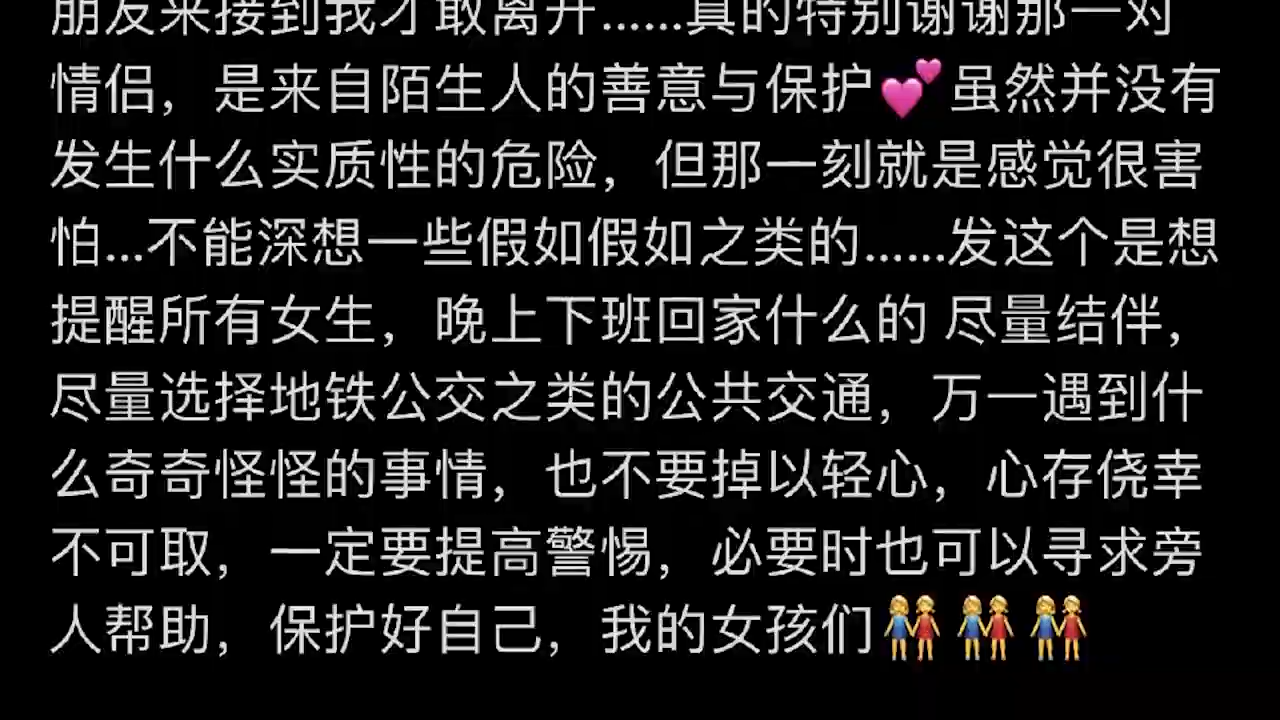 朋友来接到我才敢离开......真的特别谢谢那一对
情侣，是来自陌生人的善意与保护💕虽然并没有
发生什么实质性的危险，但那一刻就是感觉很害
怕...不能深想一些假如假如之类的......发这个是想
提醒所有女生，晚上下班回家什么的 尽量结伴，
尽量选择地铁公交之类的公共交通，万一遇到什
么奇奇怪怪的事情，也不要掉以轻心，心存侥幸
不可取，一定要提高警惕，必要时也可以寻求旁
人帮助，保护好自己，我的女孩们👭👭👭